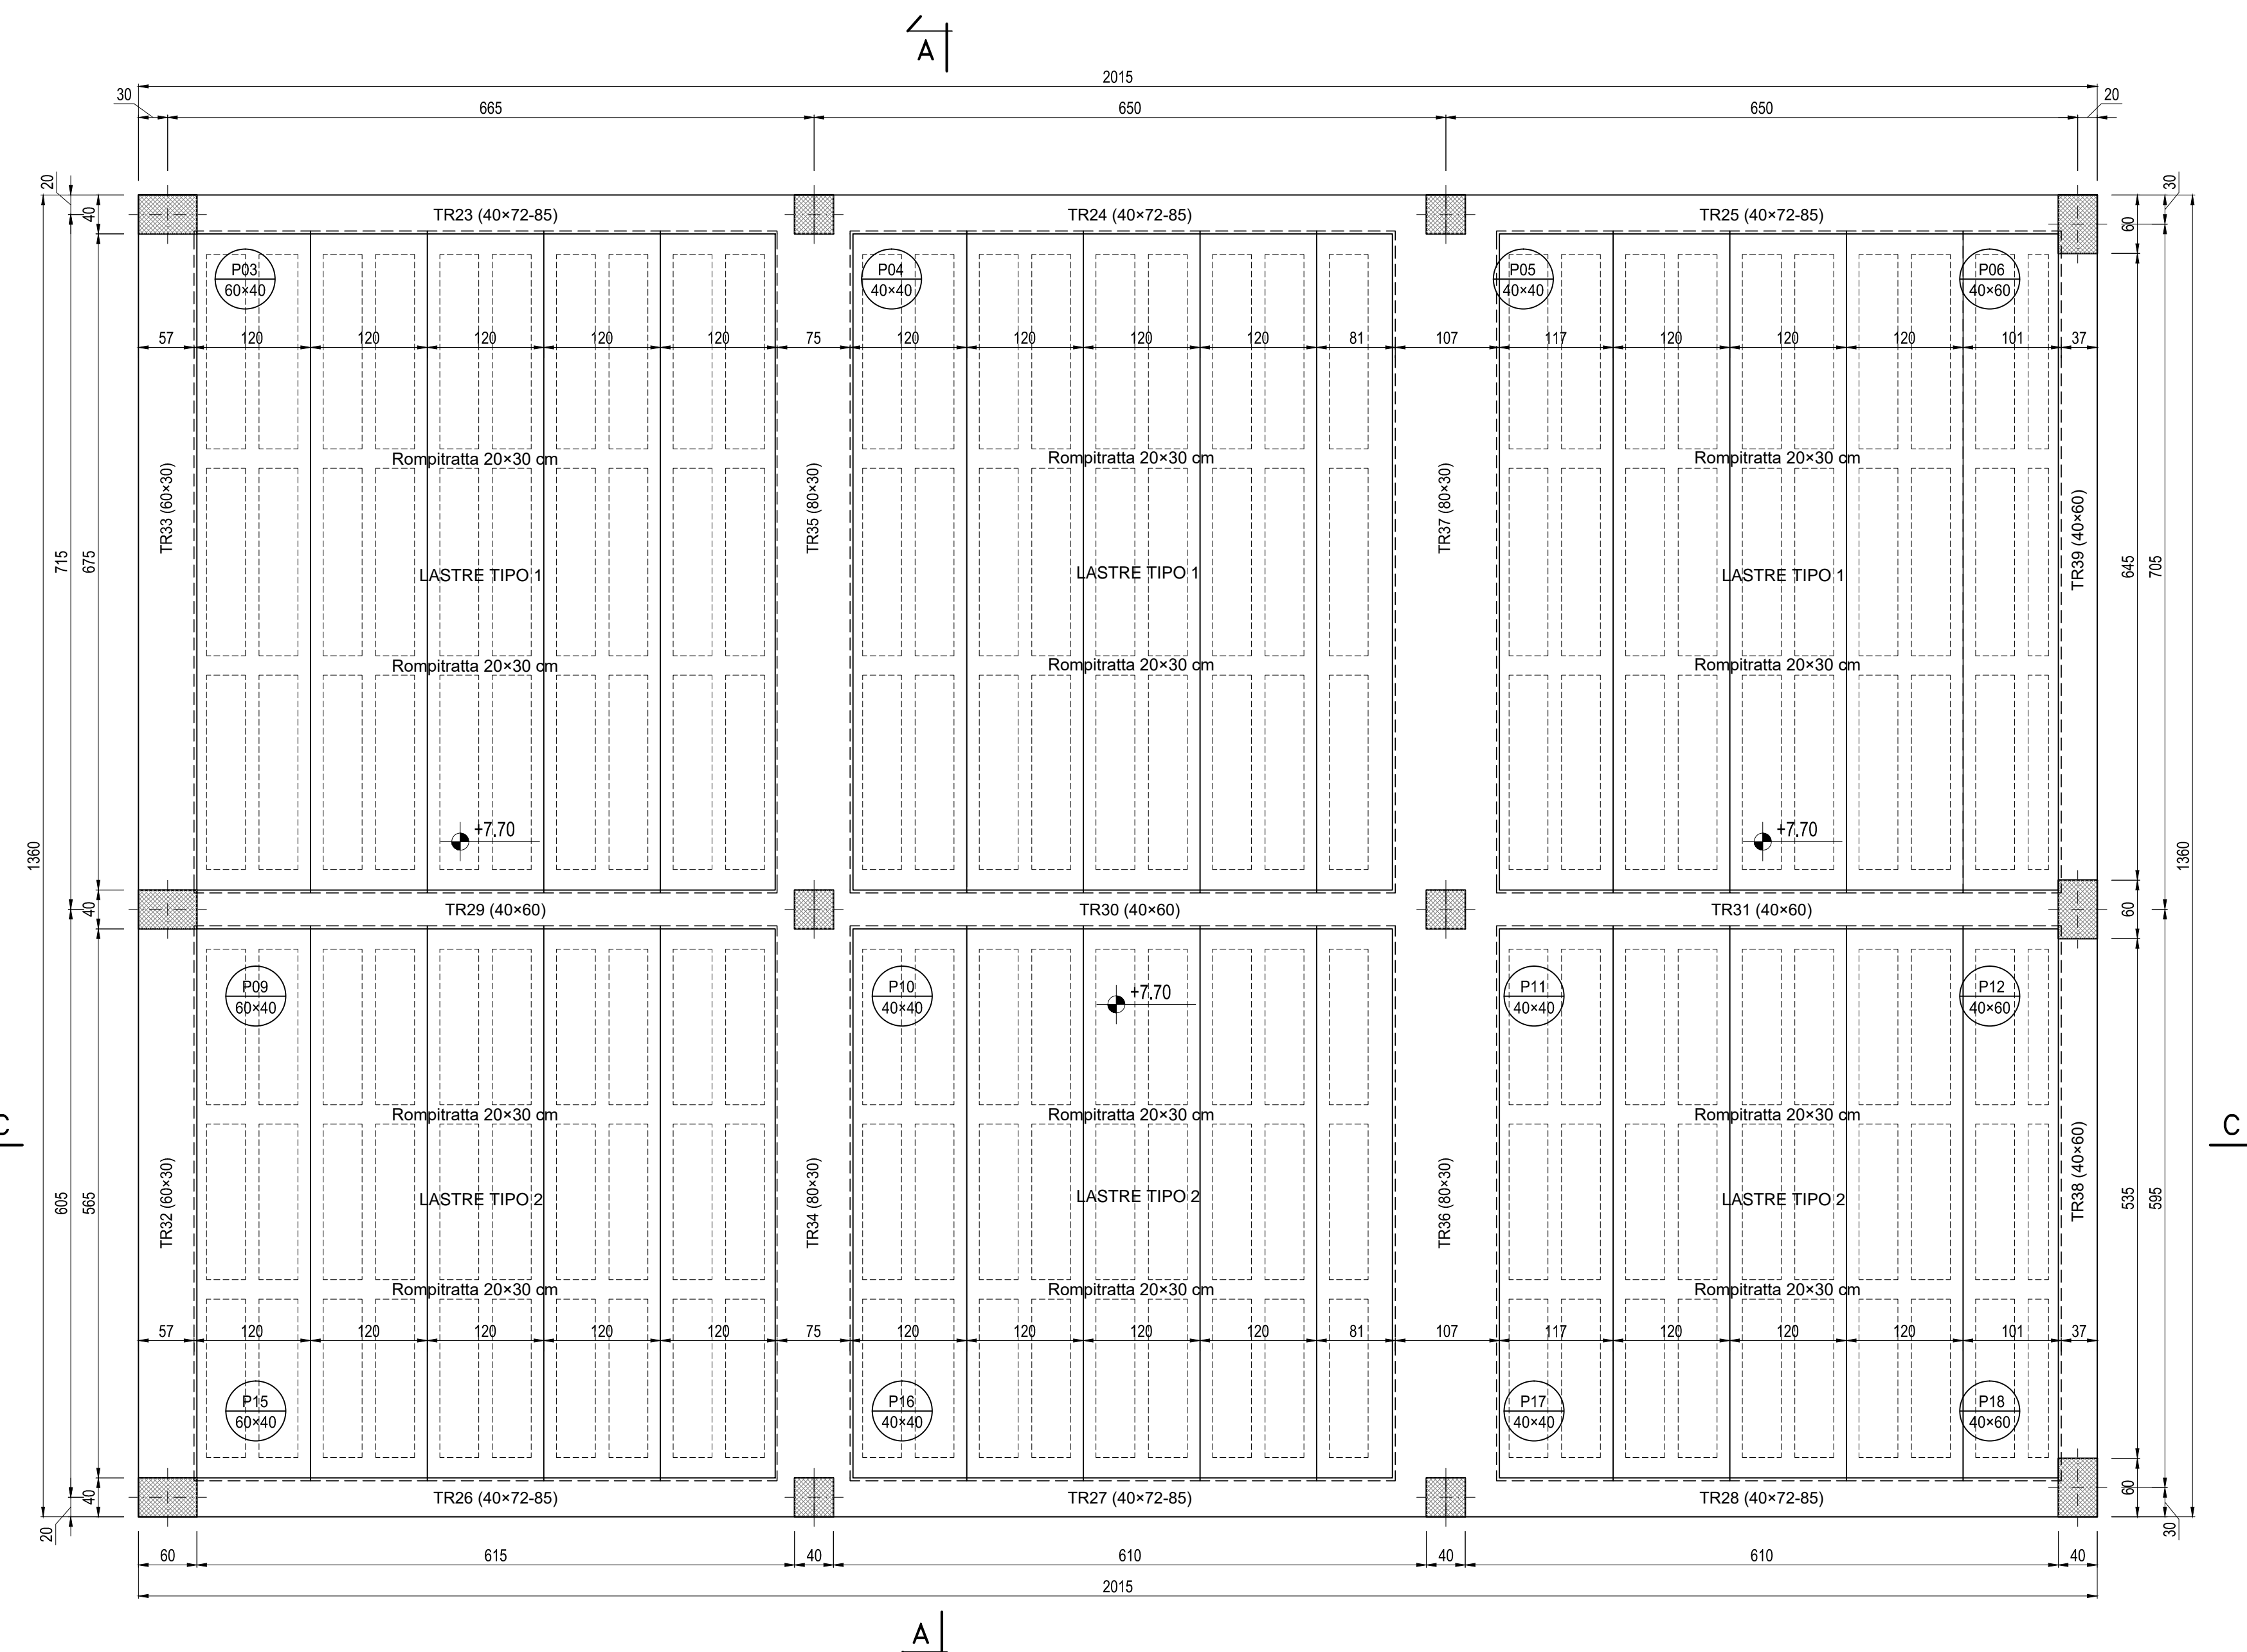 A
2015
30
665
650
650
20
20
40
TR23 (40×72-85)
TR24 (40×72-85)
TR25 (40×72-85)
60
30
P03
60×40
P04
40×40
P05
40×40
P06
40×60
57
120
120
120
120
120
75
120
120
120
120
81
107
117
120
120
120
101
37
Rompitratta 20×30 cm
Rompitratta 20×30 cm
Rompitratta 20×30 cm
TR33 (60×30)
TR35 (80×30)
TR37 (80×30)
TR39 (40×60)
715
675
LASTRE TIPO 1
LASTRE TIPO 1
LASTRE TIPO 1
645
705
Rompitratta 20×30 cm
Rompitratta 20×30 cm
Rompitratta 20×30 cm
+7.70
+7.70
1360
1360
40
TR29 (40×60)
TR30 (40×60)
TR31 (40×60)
60
P09
60×40
P10
40×40
+7.70
P11
40×40
P12
40×60
C
Rompitratta 20×30 cm
Rompitratta 20×30 cm
Rompitratta 20×30 cm
C
605
565
TR32 (60×30)
LASTRE TIPO 2
TR34 (80×30)
LASTRE TIPO 2
TR36 (80×30)
LASTRE TIPO 2
TR38 (40×60)
535
595
Rompitratta 20×30 cm
Rompitratta 20×30 cm
Rompitratta 20×30 cm
57
120
120
120
120
120
75
120
120
120
120
81
107
117
120
120
120
101
37
P15
60×40
P16
40×40
P17
40×40
P18
40×60
40
20
TR26 (40×72-85)
TR27 (40×72-85)
TR28 (40×72-85)
60
30
60
615
40
610
40
610
40
2015
A